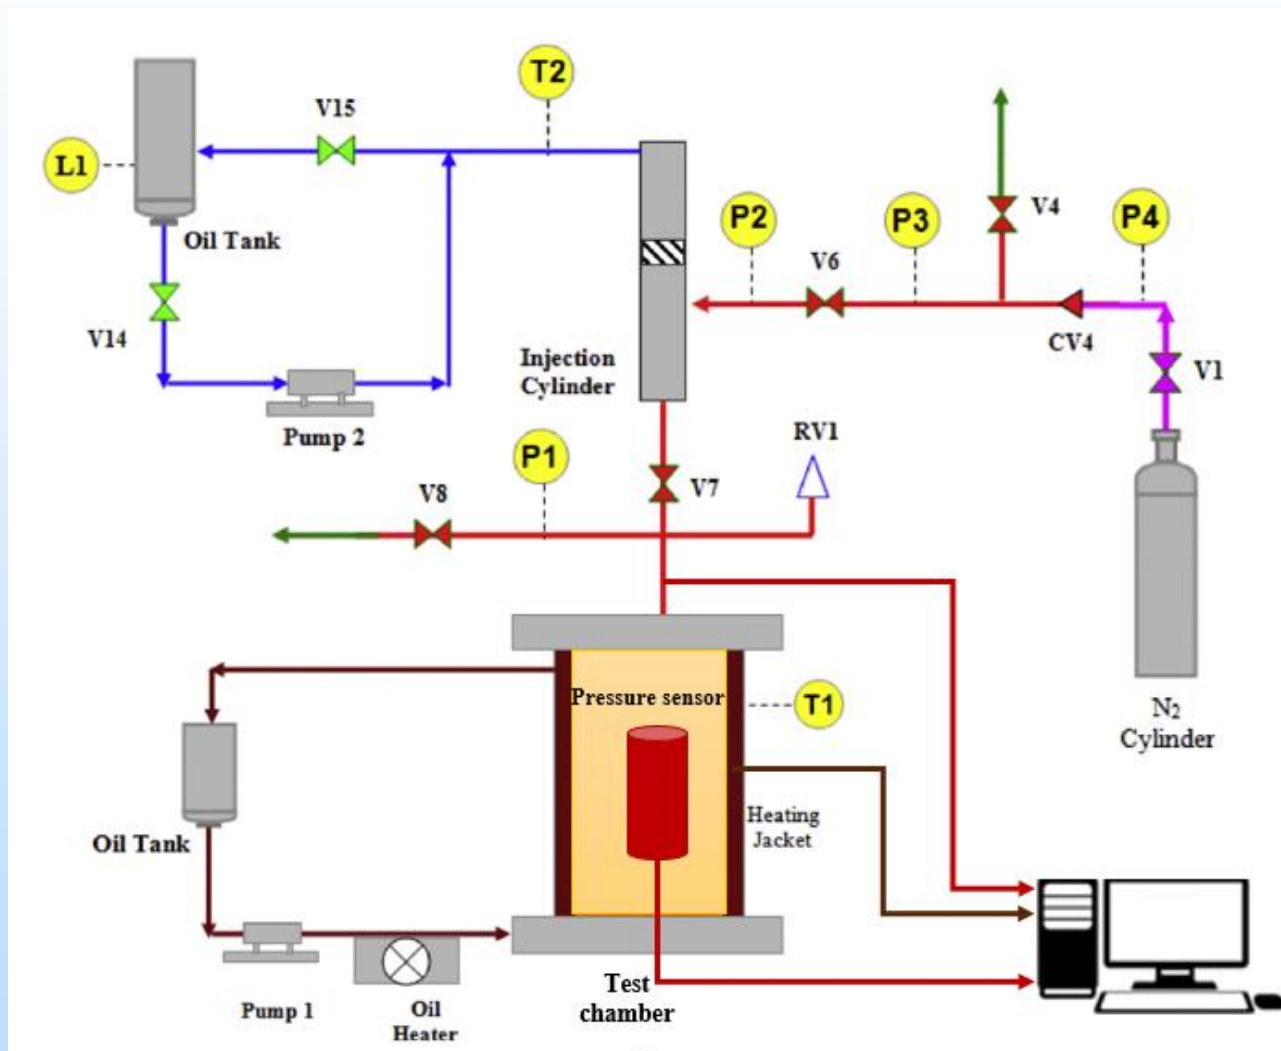 T2
V15
L1
Oil Tank
V14
Pump 2
Injection
Cylinder
P2
V6
P3
V4
P4
CV4
V1
N₂
Cylinder
RV1
P1
V7
V8
Pressure sensor
T1
Heating
Jacket
Oil Tank
Pump 1
Oil
Heater
Test
chamber